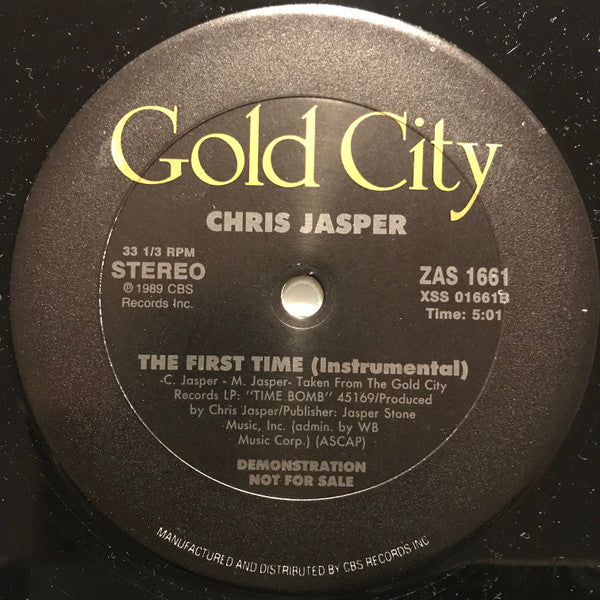 Gold City
CHRIS JASPER
33 1/3 RPM
STEREO
℗ 1989 CBS
Records Inc.
ZAS 1661
XSS 01661B
Time: 5:01
THE FIRST TIME (Instrumental)
-C. Jasper - M. Jasper- Taken From The Gold City
Records LP: "TIME BOMB" 45169/Produced
by Chris Jasper/Publisher: Jasper Stone
Music, Inc. (admin. by WB
Music Corp.) (ASCAP)
DEMONSTRATION
NOT FOR SALE
MANUFACTURED AND DISTRIBUTED BY CBS RECORDS INC